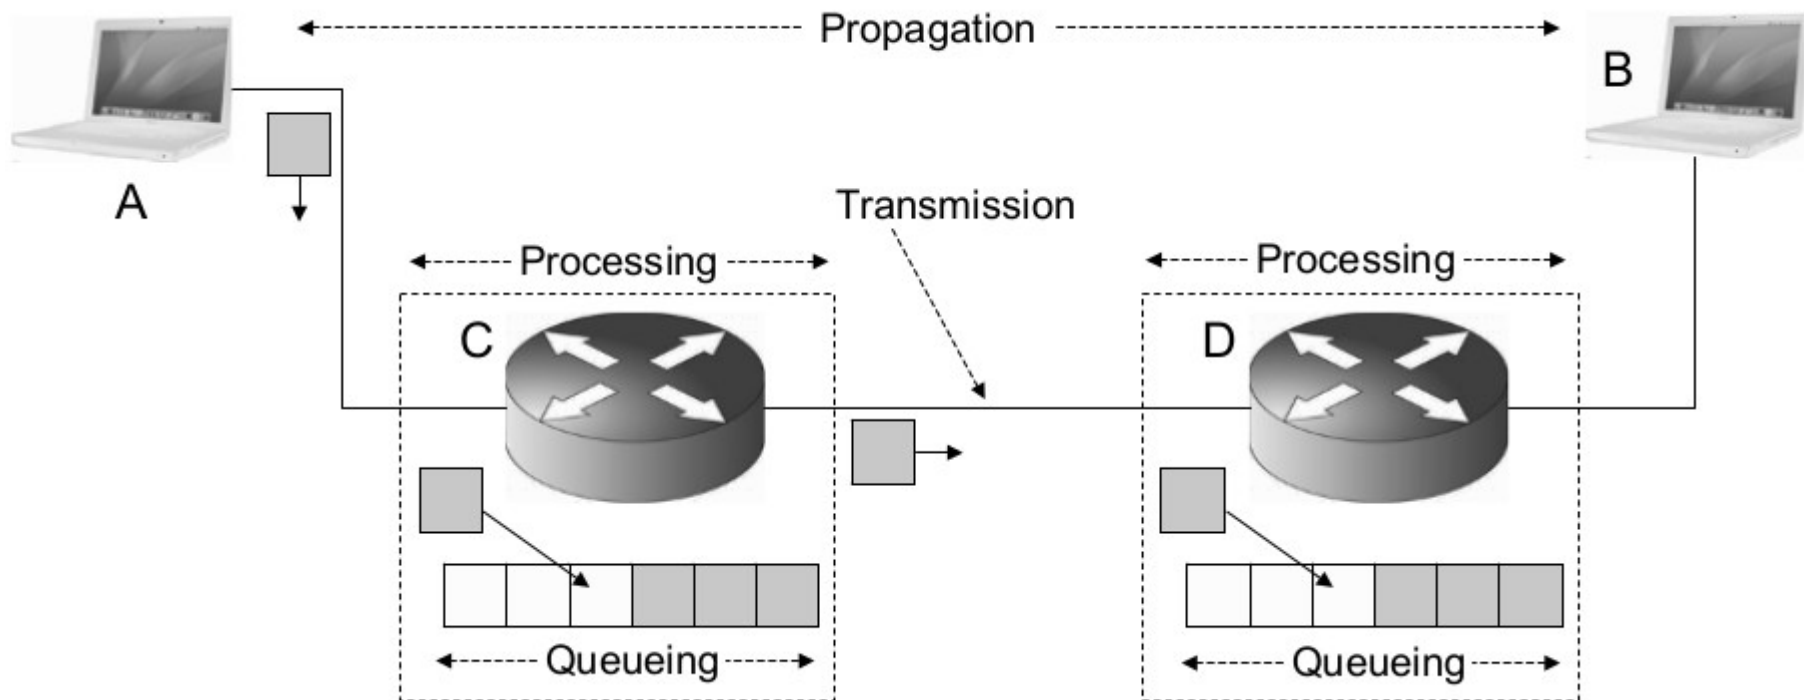 Propagation
B
A
Transmission
Processing
Processing
C
D
Queueing
Queueing